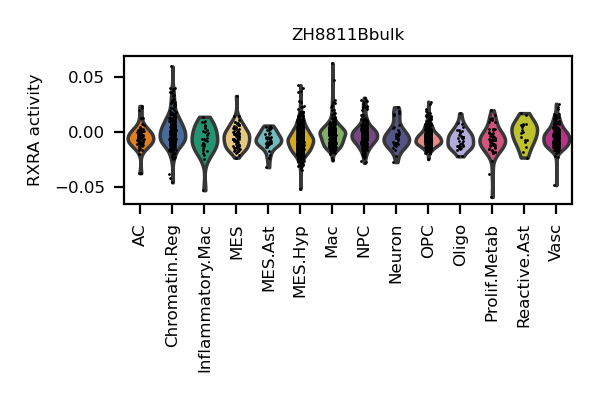 ZH8811Bbulk
RXRA activity
0.05
0.00
−0.05
AC
Chromatin.Reg
Inflammatory.Mac
MES
MES.Ast
MES.Hyp
Mac
NPC
Neuron
OPC
Oligo
Prolif.Metab
Reactive.Ast
Vasc